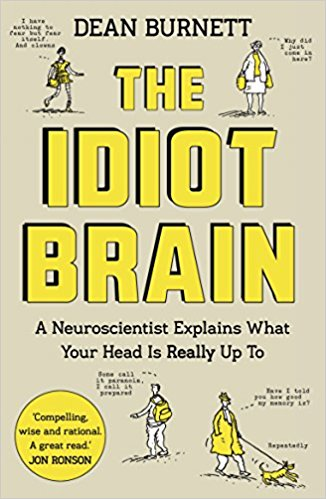 DEAN BURNETT
I have
nothing to
fear but fear
itself.
And clowns
Why did I
just come
in here?
THE
IDIOT
BRAIN
A Neuroscientist Explains What
Your Head Is Really Up To
Some call
it paranoia,
I call it
prepared
Have I told
you how good
my memory is?
Repeatedly
'Compelling,
wise and rational.
A great read.'
JON RONSON